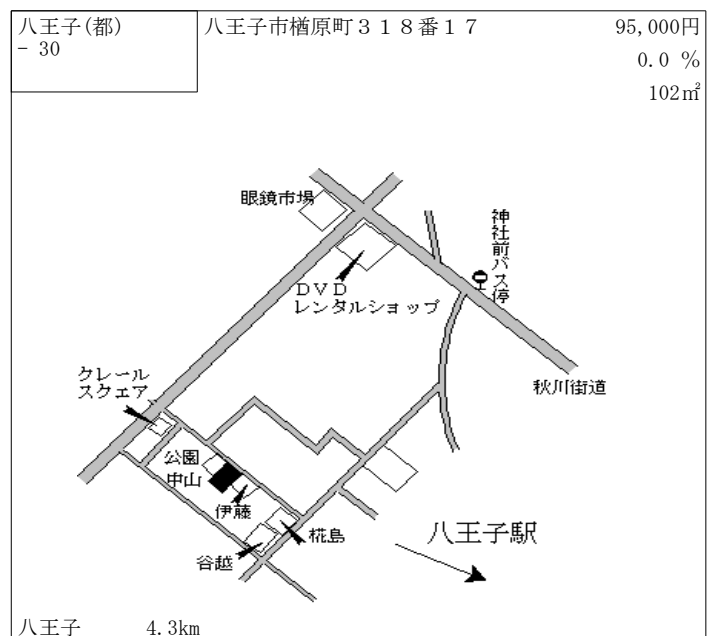 八王子(都)
- 30
八王子市楢原町３１８番１７
95,000円
0.0 %
102㎡
眼鏡市場
神社前バス停
ＤＶＤ
レンタルショップ
秋川街道
クレール
スクエア
公園
中山
伊藤
椛島
谷越
八王子駅
八王子 4.3km